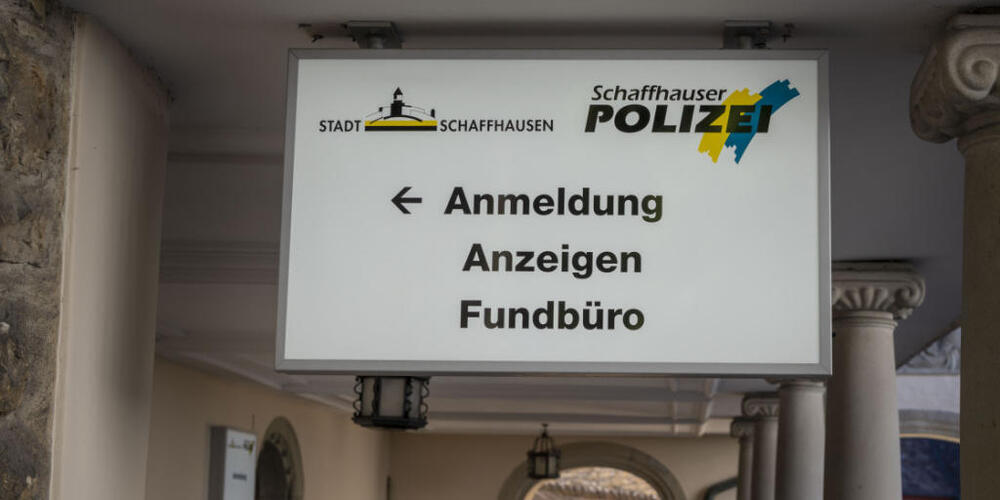 STADT SCHAFFHAUSEN
Schaffhauser
POLIZEI
← Anmeldung
Anzeigen
Fundbüro